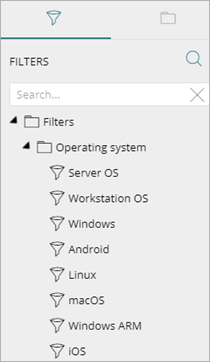 FILTERS
Search...
Filters
Operating system
Server OS
Workstation OS
Windows
Android
Linux
macOS
Windows ARM
iOS